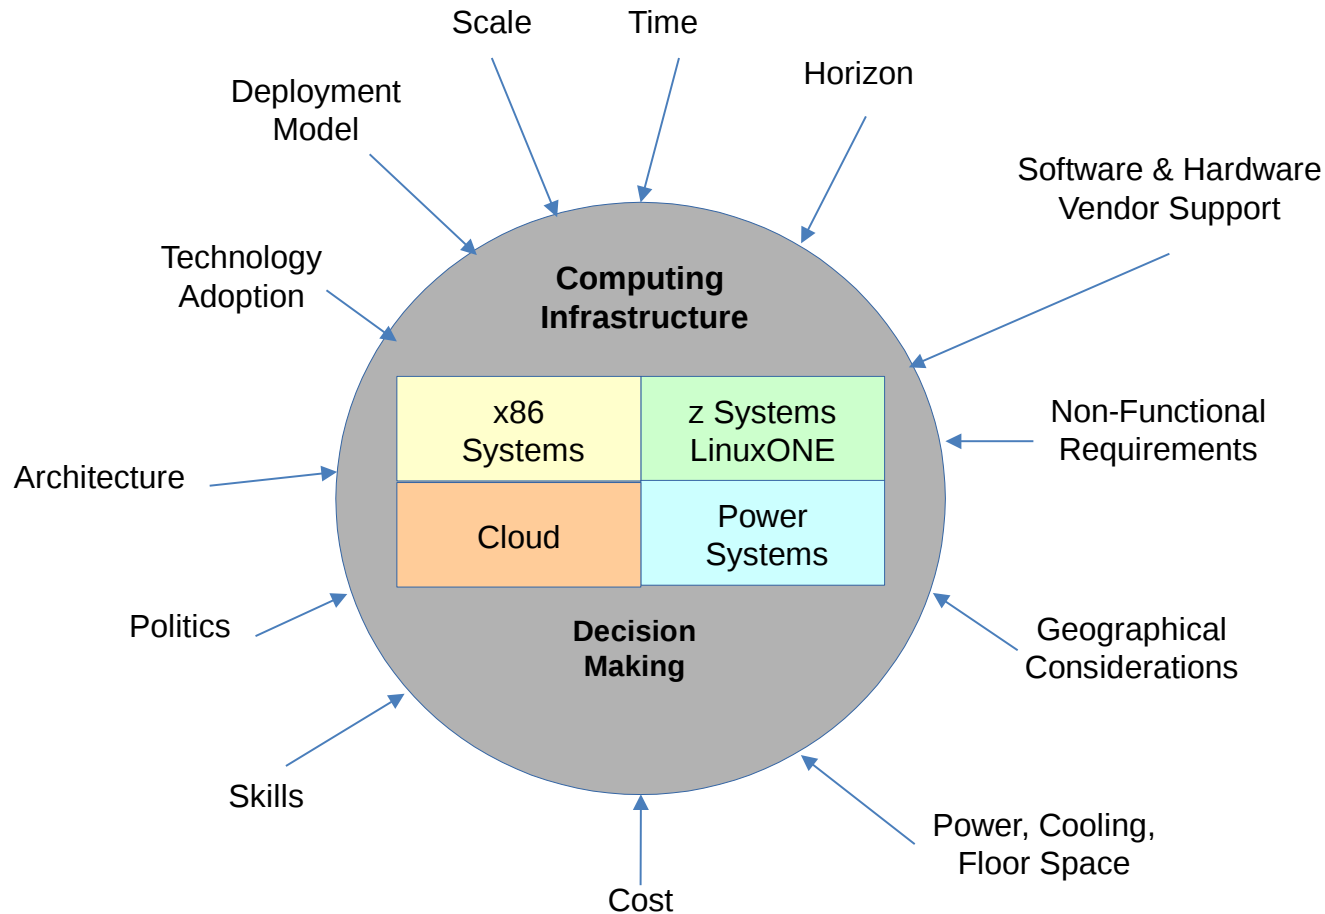 Scale
Time
Horizon
Deployment
Model
Software & Hardware
Vendor Support
Technology
Adoption
Computing
Infrastructure
x86
Systems
z Systems
LinuxONE
Non-Functional
Requirements
Architecture
Cloud
Power
Systems
Politics
Decision
Making
Geographical
Considerations
Skills
Power, Cooling,
Floor Space
Cost